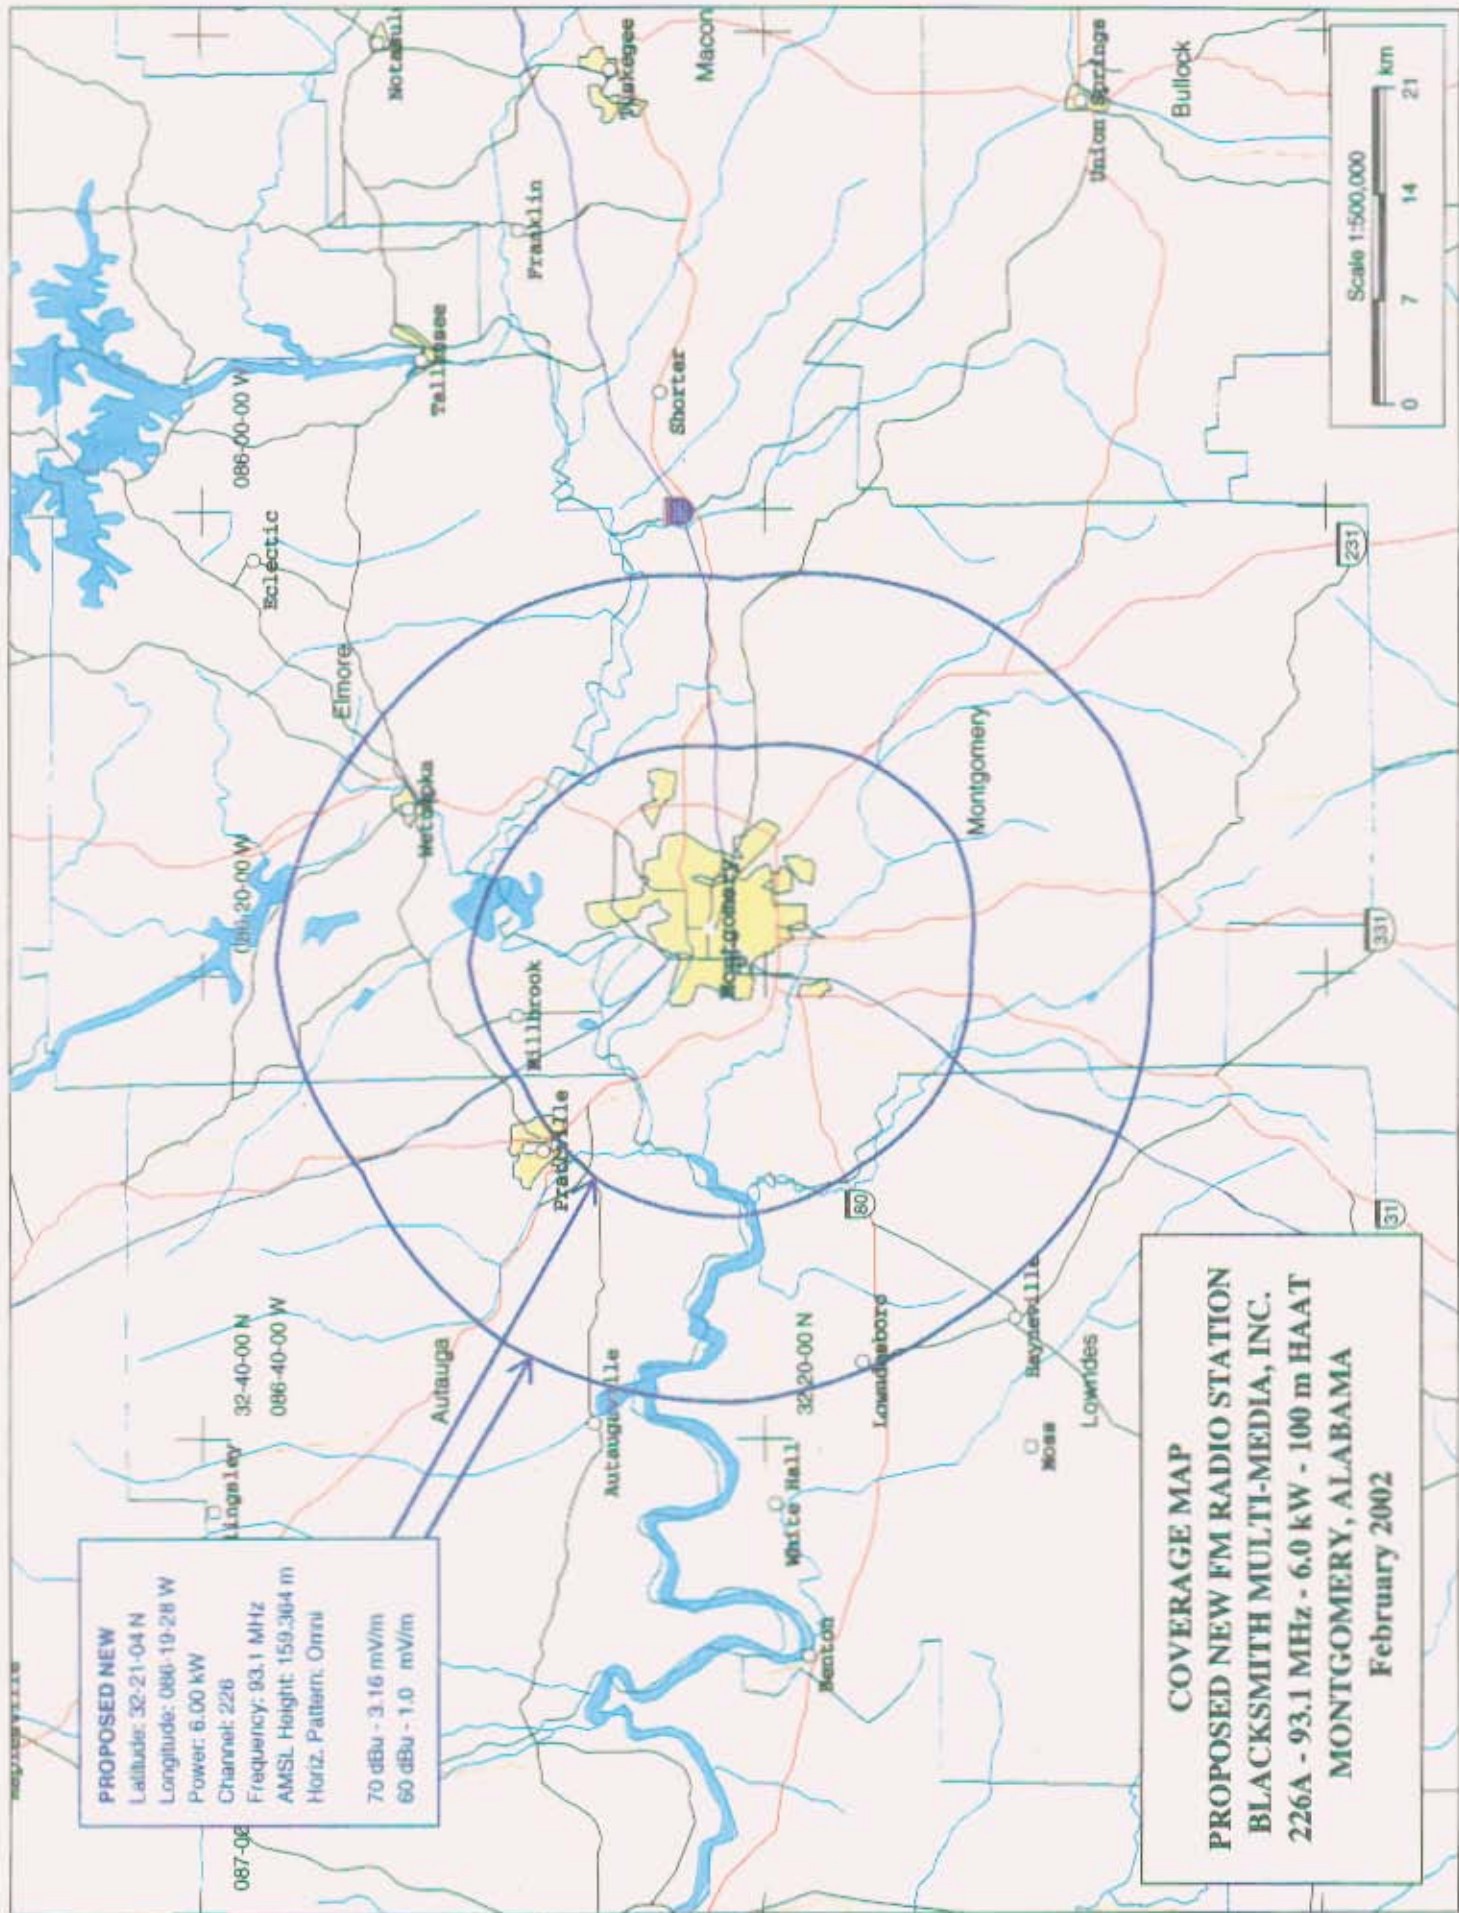 PROPOSED NEW
Latitude: 32-21-04 N
Longitude: 086-19-28 W
Power: 6.00 kW
Channel: 226
Frequency: 93.1 MHz
AMSL Height: 159.364 m
Horiz. Pattern: Omni
70 dBu - 3.16 mV/m
60 dBu - 1.0 mV/m
087-00
lingsley
32-40-00 N
086-40-00 W
086-20-00 W
086-00-00 W
Eclectic
Elmore
Wetumpka
Notasul
Tallassee
Franklin
Tuskegee
Macon
Autauga
Prattville
Millbrook
Autaugaville
Shorter
Montgomery
32-20-00 N
White Hall
Benton
Lowndesboro
80
Hayneville
Moss
Lowndes
Montgomery
Union Springs
Bullock
231
331
31
Scale 1:500,000
0 7 14 21 km
COVERAGE MAP
PROPOSED NEW FM RADIO STATION
BLACKSMITH MULTI-MEDIA, INC.
226A - 93.1 MHz - 6.0 kW - 100 m HAAT
MONTGOMERY, ALABAMA
February 2002